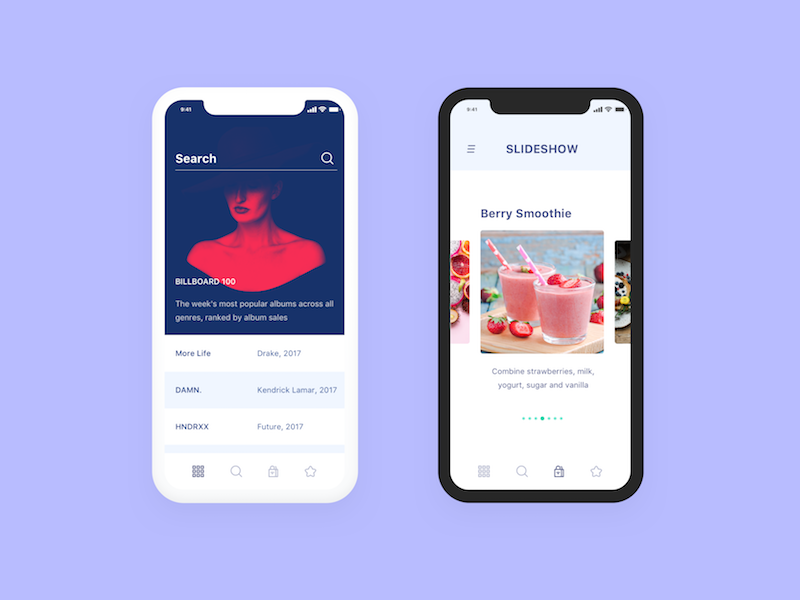 9:41
Search
BILLBOARD 100
The week's most popular albums across all
genres, ranked by album sales
More Life Drake, 2017
DAMN. Kendrick Lamar, 2017
HNDRXX Future, 2017
9:41
SLIDESHOW
Berry Smoothie
Combine strawberries, milk,
yogurt, sugar and vanilla